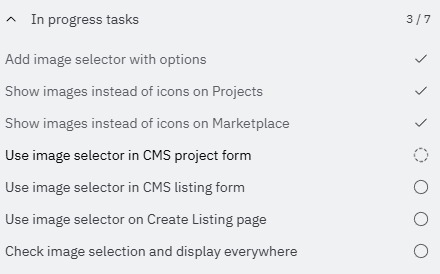 In progress tasks 3 / 7
Add image selector with options
Show images instead of icons on Projects
Show images instead of icons on Marketplace
Use image selector in CMS project form
Use image selector in CMS listing form
Use image selector on Create Listing page
Check image selection and display everywhere